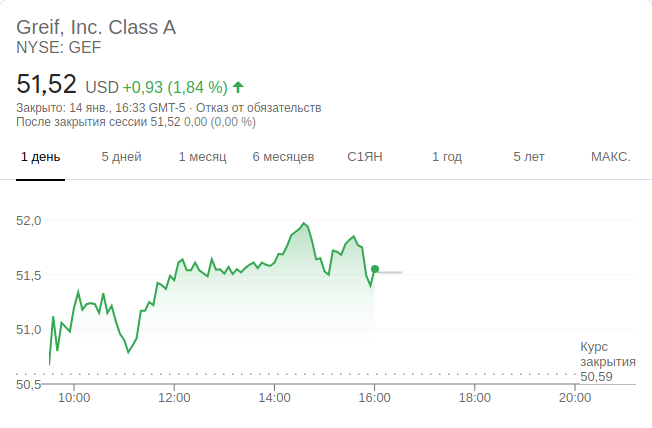 Greif, Inc. Class A
NYSE: GEF
51,52 USD +0,93 (1,84 %)
Закрыто: 14 янв., 16:33 GMT-5 · Отказ от обязательств
После закрытия сессии 51,52 0,00 (0,00 %)
1 день 5 дней 1 месяц 6 месяцев С1ЯН 1 год 5 лет МАКС.
52,0
51,5
51,0
Курс
закрытия
50,59
50,5
10:00 12:00 14:00 16:00 18:00 20:00